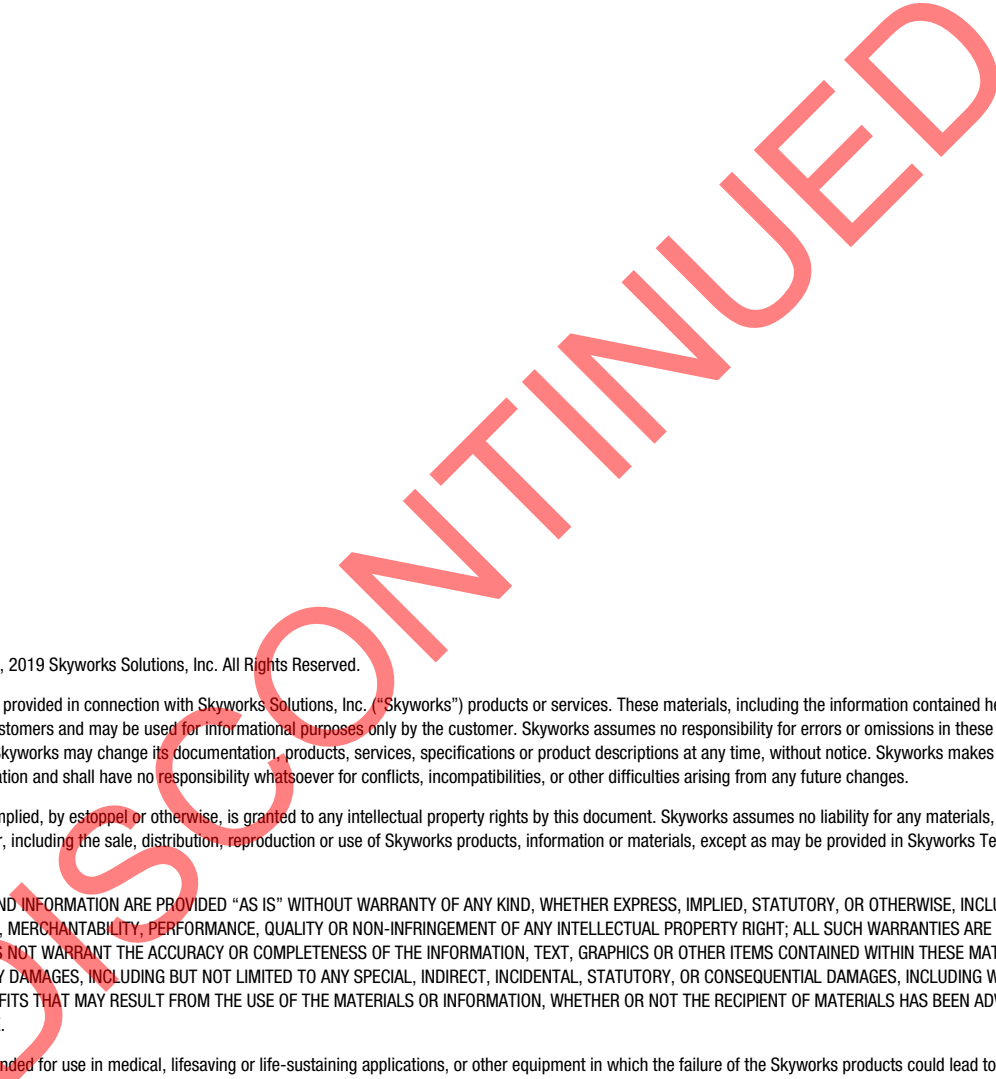 DISCONTINUED
, 2019 Skyworks Solutions, Inc. All Rights Reserved.
provided in connection with Skyworks Solutions, Inc. (“Skyworks”) products or services. These materials, including the information contained he
stomers and may be used for informational purposes only by the customer. Skyworks assumes no responsibility for errors or omissions in these
Skyworks may change its documentation, products, services, specifications or product descriptions at any time, without notice. Skyworks makes
ation and shall have no responsibility whatsoever for conflicts, incompatibilities, or other difficulties arising from any future changes.
mplied, by estoppel or otherwise, is granted to any intellectual property rights by this document. Skyworks assumes no liability for any materials,
r, including the sale, distribution, reproduction or use of Skyworks products, information or materials, except as may be provided in Skyworks Te
ND INFORMATION ARE PROVIDED “AS IS” WITHOUT WARRANTY OF ANY KIND, WHETHER EXPRESS, IMPLIED, STATUTORY, OR OTHERWISE, INCLU
, MERCHANTABILITY, PERFORMANCE, QUALITY OR NON-INFRINGEMENT OF ANY INTELLECTUAL PROPERTY RIGHT; ALL SUCH WARRANTIES ARE
S NOT WARRANT THE ACCURACY OR COMPLETENESS OF THE INFORMATION, TEXT, GRAPHICS OR OTHER ITEMS CONTAINED WITHIN THESE MAT
Y DAMAGES, INCLUDING BUT NOT LIMITED TO ANY SPECIAL, INDIRECT, INCIDENTAL, STATUTORY, OR CONSEQUENTIAL DAMAGES, INCLUDING W
FITS THAT MAY RESULT FROM THE USE OF THE MATERIALS OR INFORMATION, WHETHER OR NOT THE RECIPIENT OF MATERIALS HAS BEEN ADV
nded for use in medical, lifesaving or life-sustaining applications, or other equipment in which the failure of the Skyworks products could lead to